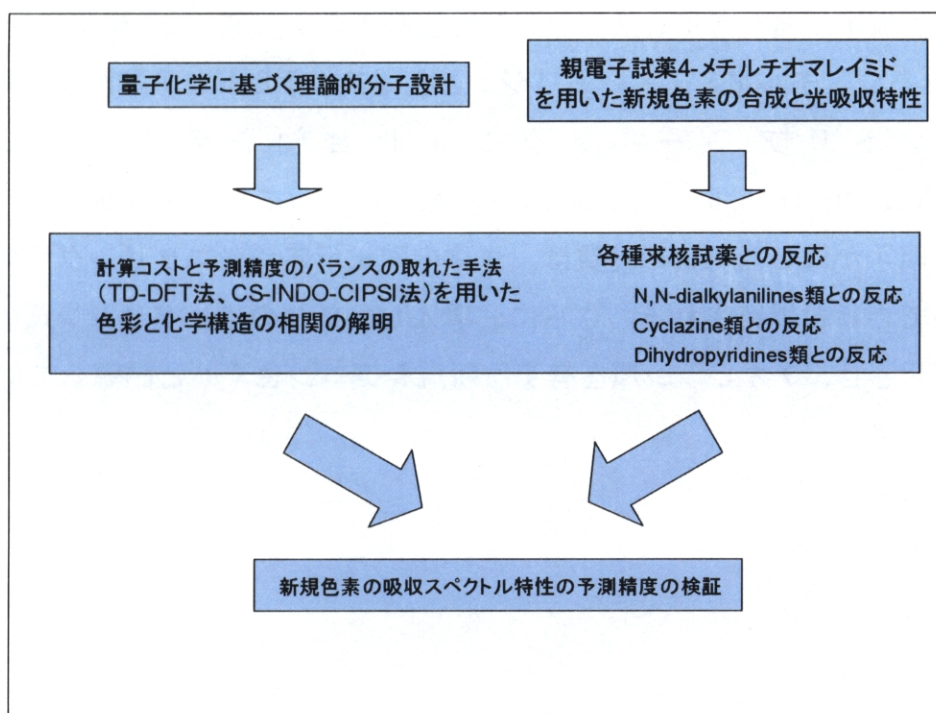 量子化学に基づく理論的分子設計
親電子試薬4-メチルチオマレイミド
を用いた新規色素の合成と光吸収特性
計算コストと予測精度のバランスの取れた手法
（TD-DFT法、CS-INDO-CIPSI法）を用いた
色彩と化学構造の相関の解明
各種求核試薬との反応
N,N-dialkylanilines類との反応
Cyclazine類との反応
Dihydropyridines類との反応
新規色素の吸収スペクトル特性の予測精度の検証